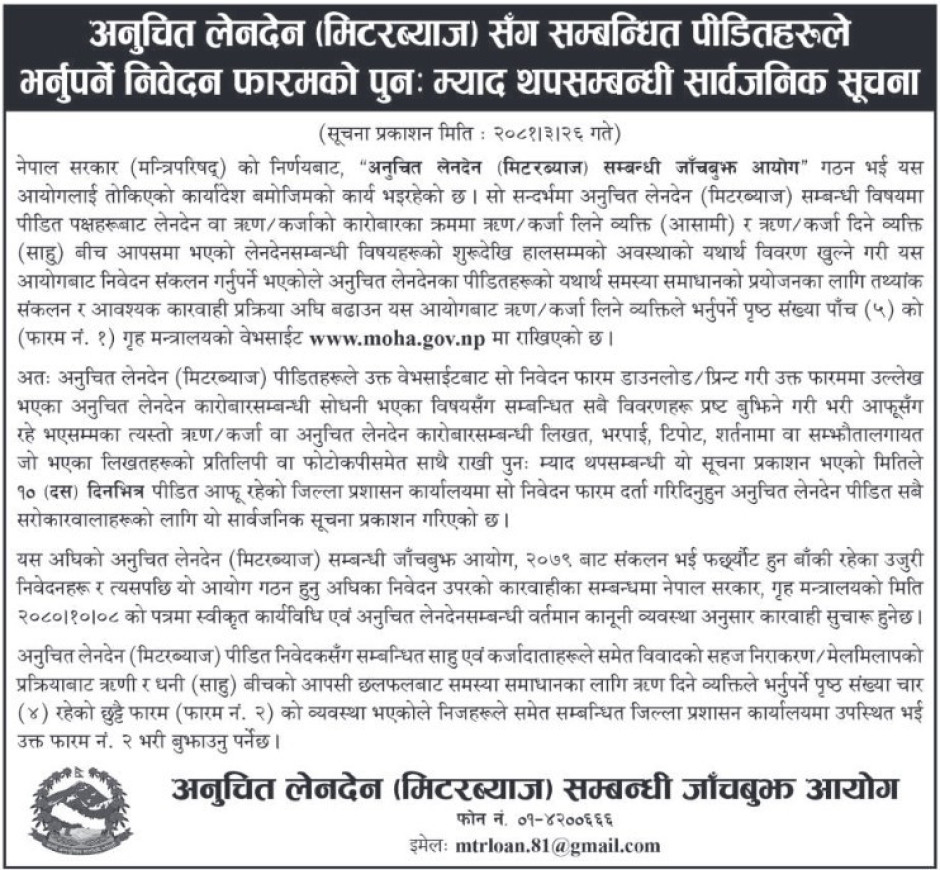 अनुचित लेनदेन (मिटरब्याज) सँग सम्बन्धित पीडितहरूले
भर्नुपर्ने निवेदन फारमको पुनः म्याद थपसम्बन्धी सार्वजनिक सूचना
(सूचना प्रकाशन मिति : २०८१।३।२६ गते)
नेपाल सरकार (मन्त्रिपरिषद्) को निर्णयबाट, "अनुचित लेनदेन (मिटरब्याज) सम्बन्धी जाँचबुझ आयोग" गठन भई यस
आयोगलाई तोकिएको कार्यादेश बमोजिमको कार्य भइरहेको छ। सो सन्दर्भमा अनुचित लेनदेन (मिटरब्याज) सम्बन्धी विषयमा
पीडित पक्षहरूबाट लेनदेन वा ऋण/कर्जाको कारोबारका क्रममा ऋण/कर्जा लिने व्यक्ति (आसामी) र ऋण/कर्जा दिने व्यक्ति
(साहु) बीच आपसमा भएको लेनदेनसम्बन्धी विषयहरूको शुरूदेखि हालसम्मको अवस्थाको यथार्थ विवरण खुल्ने गरी यस
आयोगबाट निवेदन संकलन गर्नुपर्ने भएकोले अनुचित लेनदेनका पीडितहरूको यथार्थ समस्या समाधानको प्रयोजनका लागि तथ्यांक
संकलन र आवश्यक कारवाही प्रक्रिया अघि बढाउन यस आयोगबाट ऋण/कर्जा लिने व्यक्तिले भर्नुपर्ने पृष्ठ संख्या पाँच (५) को
(फारम नं. १) गृह मन्त्रालयको वेभसाईट www.moha.gov.np मा राखिएको छ।
अतः अनुचित लेनदेन (मिटरब्याज) पीडितहरूले उक्त वेभसाईटबाट सो निवेदन फारम डाउनलोड/प्रिन्ट गरी उक्त फारममा उल्लेख
भएका अनुचित लेनदेन कारोबारसम्बन्धी सोधनी भएका विषयसँग सम्बन्धित सबै विवरणहरू प्रष्ट बुझिने गरी भरी आफूसँग
रहे भएसम्मका त्यस्तो ऋण/कर्जा वा अनुचित लेनदेन कारोबारसम्बन्धी लिखत, भरपाई, टिपोट, शर्तनामा वा सम्झौतालगायत
जो भएका लिखतहरूको प्रतिलिपी वा फोटोकपीसमेत साथै राखी पुनः म्याद थपसम्बन्धी यो सूचना प्रकाशन भएको मितिले
१० (दस) दिनभित्र पीडित आफू रहेको जिल्ला प्रशासन कार्यालयमा सो निवेदन फारम दर्ता गरिदिनुहुन अनुचित लेनदेन पीडित सबै
सरोकारवालाहरूको लागि यो सार्वजनिक सूचना प्रकाशन गरिएको छ।
यस अघिको अनुचित लेनदेन (मिटरब्याज) सम्बन्धी जाँचबुझ आयोग, २०७९ बाट संकलन भई फर्छ्यौट हुन बाँकी रहेका उजुरी
निवेदनहरू र त्यसपछि यो आयोग गठन हुनु अघिका निवेदन उपरको कारवाहीका सम्बन्धमा नेपाल सरकार, गृह मन्त्रालयको मिति
२०८०।१०।०८ को पत्रमा स्वीकृत कार्यविधि एवं अनुचित लेनदेनसम्बन्धी वर्तमान कानूनी व्यवस्था अनुसार कारवाही सुचारू हुनेछ।
अनुचित लेनदेन (मिटरब्याज) पीडित निवेदकसँग सम्बन्धित साहु एवं कर्जादाताहरूले समेत विवादको सहज निराकरण/मेलमिलापको
प्रक्रियाबाट ऋणी र धनी (साहु) बीचको आपसी छलफलबाट समस्या समाधानका लागि ऋण दिने व्यक्तिले भर्नुपर्ने पृष्ठ संख्या चार
(४) रहेको छुट्टै फारम (फारम नं. २) को व्यवस्था भएकोले निजहरूले समेत सम्बन्धित जिल्ला प्रशासन कार्यालयमा उपस्थित भई
उक्त फारम नं. २ भरी बुझाउनु पर्नेछ।
अनुचित लेनदेन (मिटरब्याज) सम्बन्धी जाँचबुझ आयोग
फोन नं. ०१-४२००६६६
इमेलः mtrloan.81@gmail.com